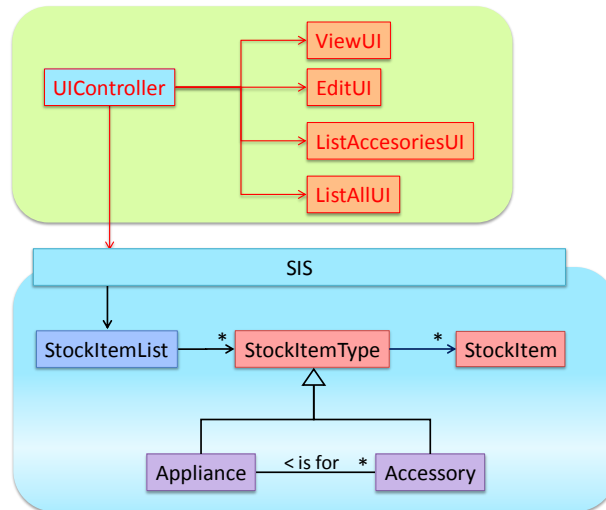 ViewUI
UIController
EditUI
ListAccesoriesUI
ListAllUI
SIS
StockItemList
*
StockItemType
*
StockItem
Appliance
< is for
*
Accessory